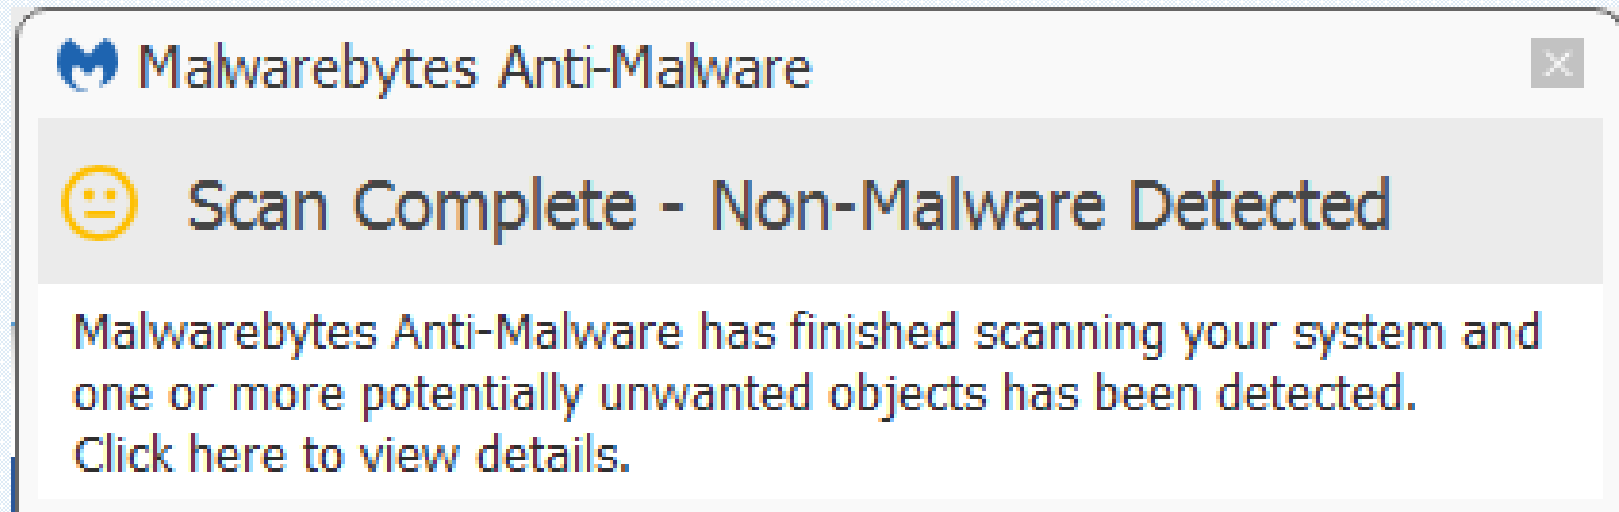 Malwarebytes Anti-Malware
Scan Complete - Non-Malware Detected
Malwarebytes Anti-Malware has finished scanning your system and
one or more potentially unwanted objects has been detected.
Click here to view details.